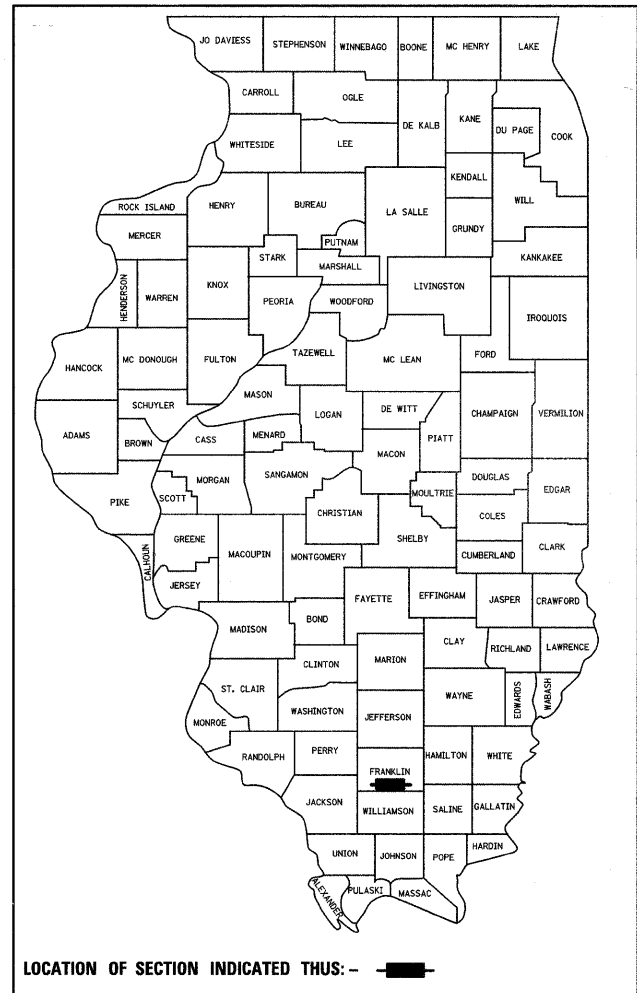 JO DAVIESS
STEPHENSON
WINNEBAGO
BOONE
MC HENRY
LAKE
CARROLL
OGLE
DE KALB
KANE
DU PAGE
COOK
WHITESIDE
LEE
KENDALL
WILL
ROCK ISLAND
HENRY
BUREAU
LA SALLE
GRUNDY
MERCER
PUTNAM
STARK
MARSHALL
KANKAKEE
HENDERSON
WARREN
KNOX
PEORIA
WOODFORD
LIVINGSTON
IROQUOIS
HANCOCK
MC DONOUGH
FULTON
TAZEWELL
MC LEAN
FORD
MASON
SCHUYLER
LOGAN
DE WITT
CHAMPAIGN
VERMILION
ADAMS
BROWN
CASS
MENARD
MACON
PIATT
PIKE
SCOTT
MORGAN
SANGAMON
CHRISTIAN
MOULTRIE
DOUGLAS
EDGAR
COLES
CALHOUN
GREENE
MACOUPIN
MONTGOMERY
SHELBY
CUMBERLAND
CLARK
JERSEY
FAYETTE
EFFINGHAM
JASPER
CRAWFORD
MADISON
BOND
CLAY
RICHLAND
LAWRENCE
CLINTON
MARION
ST. CLAIR
WAYNE
EDWARDS
WABASH
MONROE
WASHINGTON
JEFFERSON
RANDOLPH
PERRY
HAMILTON
WHITE
FRANKLIN
JACKSON
WILLIAMSON
SALINE
GALLATIN
UNION
JOHNSON
POPE
HARDIN
ALEXANDER
PULASKI
MASSAC
LOCATION OF SECTION INDICATED THUS: -